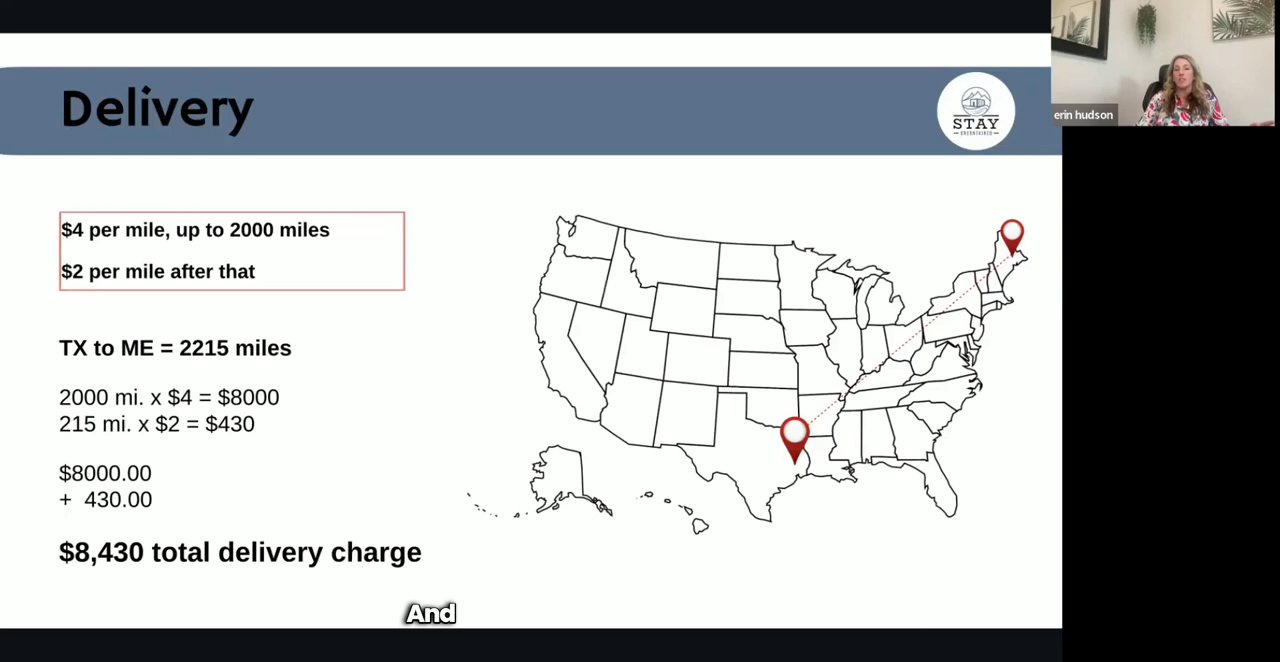 Delivery
STAY
UNCONTAINED
erin hudson
$4 per mile, up to 2000 miles
$2 per mile after that
TX to ME = 2215 miles
2000 mi. x $4 = $8000
215 mi. x $2 = $430
$8000.00
+ 430.00
$8,430 total delivery charge
And